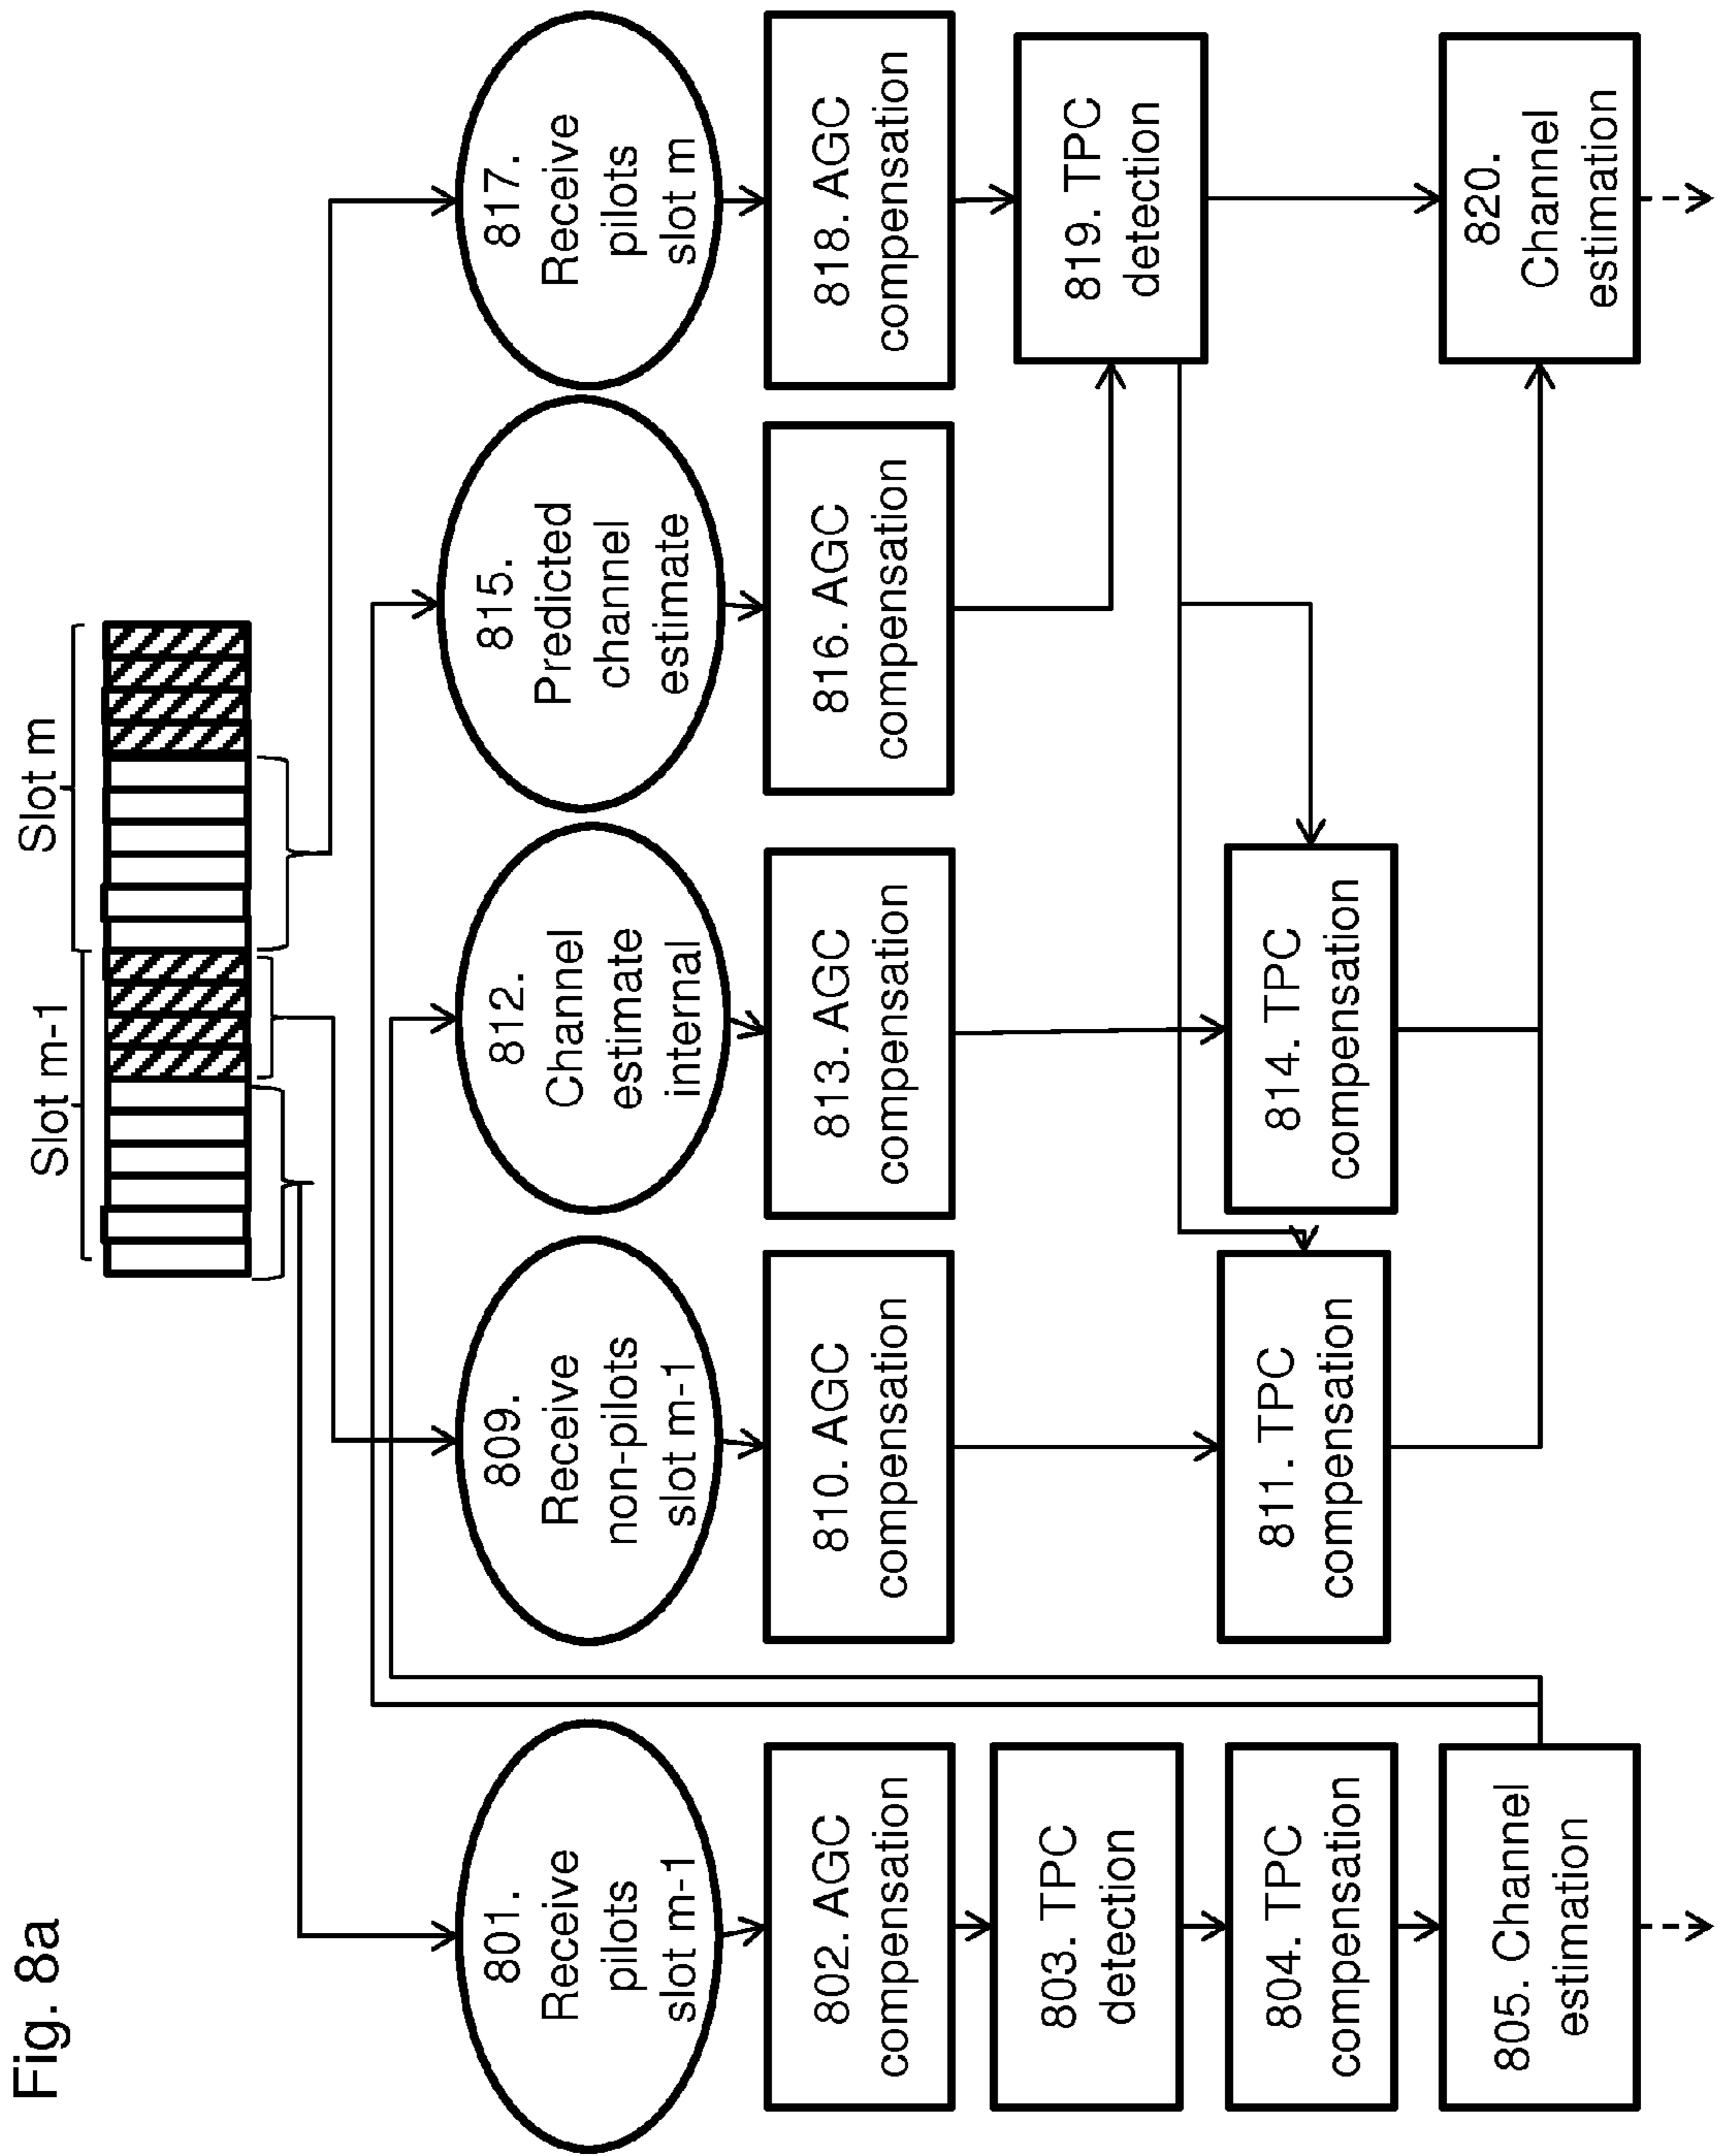 Fig. 8a
Slot m-1
Slot m
801.
Receive
pilots
slot m-1
802. AGC
compensation
803. TPC
detection
804. TPC
compensation
805. Channel
estimation
809.
Receive
non-pilots
slot m-1
810. AGC
compensation
811. TPC
compensation
812.
Channel
estimate
internal
813. AGC
compensation
814. TPC
compensation
815.
Predicted
channel
estimate
816. AGC
compensation
817.
Receive
pilots
slot m
818. AGC
compensation
819. TPC
detection
820.
Channel
estimation